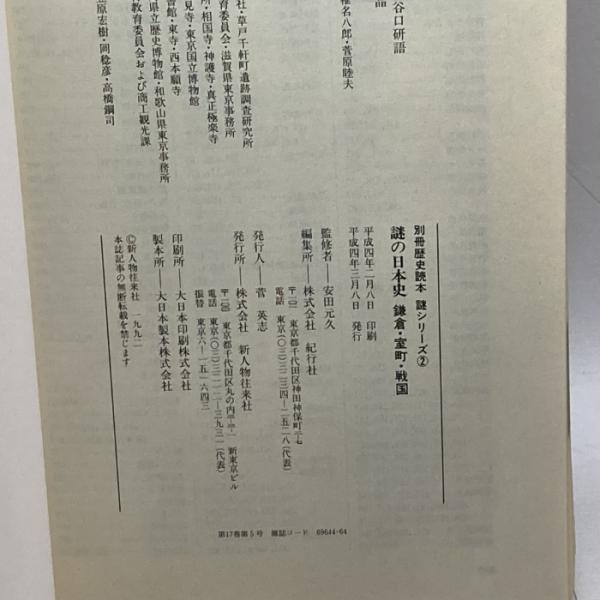 谷口研語
椎名八郎・菅原睦夫
社・草戸千軒町遺跡調査研究所
育委員会・滋賀県東京事務所
所・相国寺・神護寺・真正極楽寺
見寺・東京国立博物館
書館・東寺・西本願寺
県立歴史博物館・和歌山県東京事務所
教育委員会および商工観光課
原宏樹・岡稔彦・高橋鋼司
別冊歴史読本 謎シリーズ②
謎の日本史 鎌倉・室町・戦国
平成四年二月八日 印刷
平成四年三月八日 発行
監修者――安田元久
編集所――株式会社 紀行社
東京都千代田区神田神保町
電話 東京(〇三)三二三四―二五二八(代表)
発行人――菅 英志
発行所――株式会社 新人物往来社
東京都千代田区丸の内 新東京ビル
電話 東京(〇三)三二一二―三九三一(代表)
振替 東京六―一五一六四三
印刷所――大日本印刷株式会社
製本所――大日本製本株式会社
©新人物往来社 一九九二
本誌記事の無断転載を禁じます
第17巻第5号 雑誌コード 69644-64